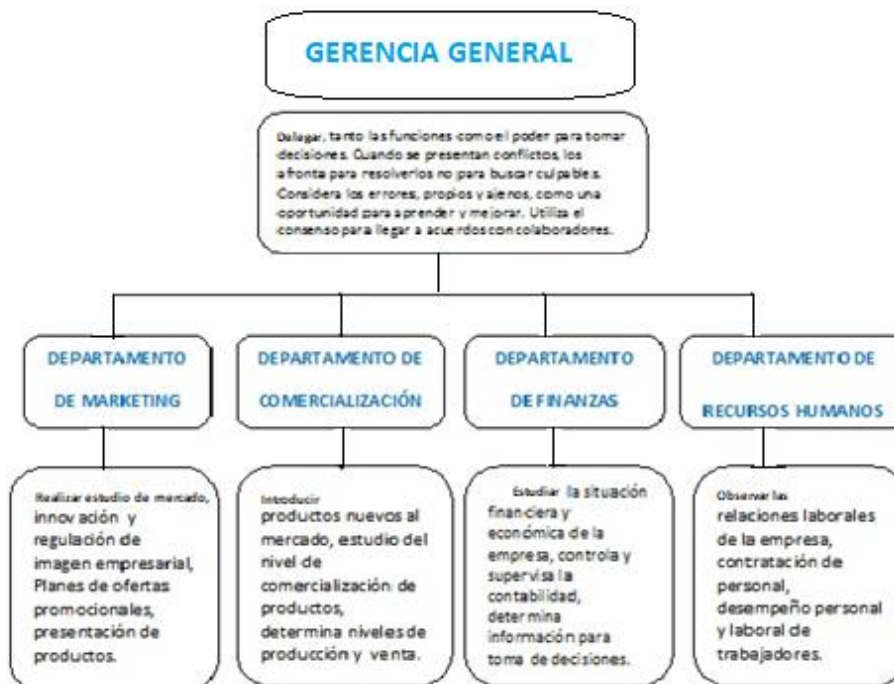 GERENCIA GENERAL
Delegar, tanto las funciones como el poder para tomar
decisiones. Cuando se presentan conflictos, los
afronta para resolverlos no para buscar culpables.
Considera los errores, propios y ajenos, como una
oportunidad para aprender y mejorar. Utiliza el
consenso para llegar a acuerdos con colaboradores.
DEPARTAMENTO
DE MARKETING
DEPARTAMENTO DE
COMERCIALIZACIÓN
DEPARTAMENTO
DE FINANZAS
DEPARTAMENTO DE
RECURSOS HUMANOS
Realizar estudio de mercado,
innovación y
regulación de
imagen empresarial,
Planes de ofertas
promocionales,
presentación de
productos.
Introducir
productos nuevos al
mercado, estudio del
nivel de
comercialización de
productos,
determina niveles de
producción y venta.
Estudiar la situación
financiera y
económica de la
empresa, controla y
supervisa la
contabilidad,
determina
información para
toma de decisiones.
Observar las
relaciones laborales
de la empresa,
contratación de
personal,
desempeño personal
y laboral de
trabajadores.